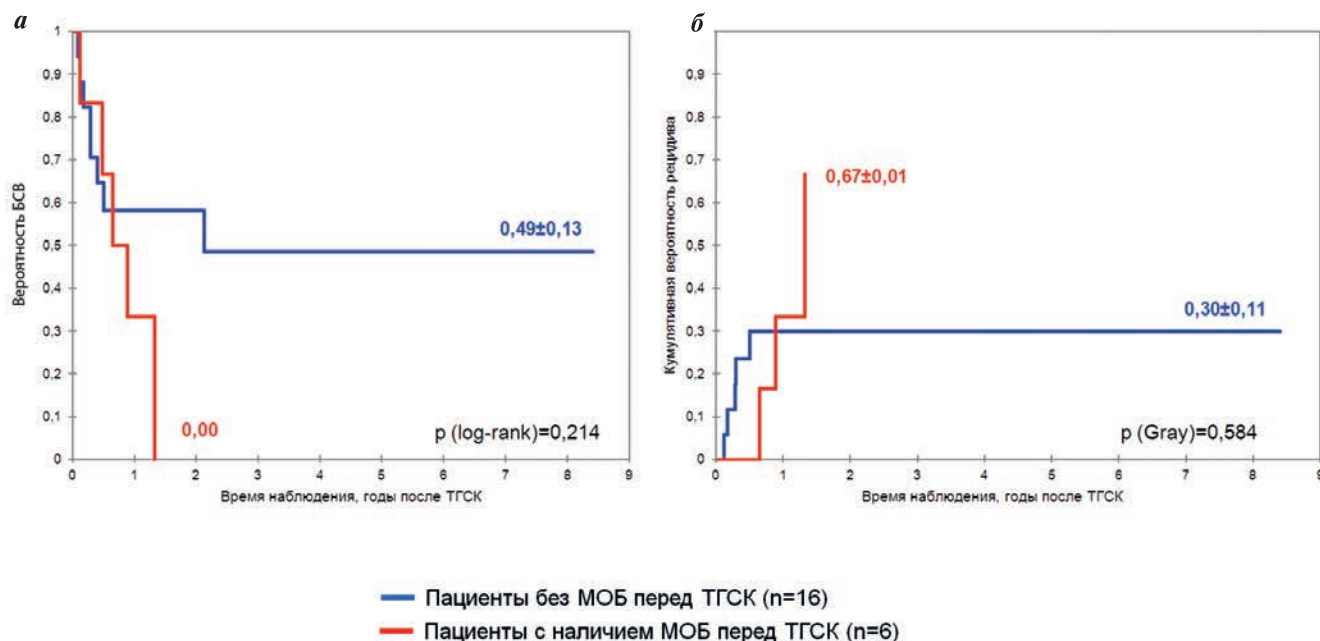 а
Вероятность БСВ
1
0,9
0,8
0,7
0,6
0,5
0,4
0,3
0,2
0,1
0
0,49±0,13
0,00
p (log-rank)=0,214
0 1 2 3 4 5 6 7 8 9
Время наблюдения, годы после ТГСК
б
Кумулятивная вероятность рецидива
1
0,9
0,8
0,7
0,6
0,5
0,4
0,3
0,2
0,1
0
0,67±0,01
0,30±0,11
p (Gray)=0,584
0 1 2 3 4 5 6 7 8 9
Время наблюдения, годы после ТГСК
Пациенты без МОБ перед ТГСК (n=16)
Пациенты с наличием МОБ перед ТГСК (n=6)